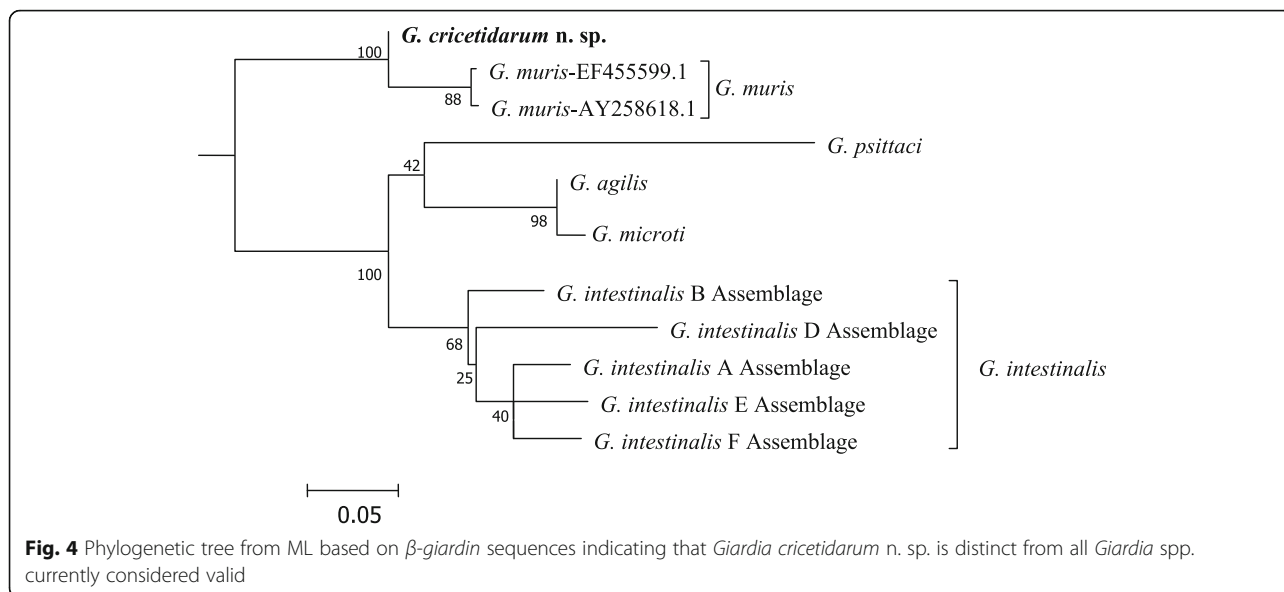 G. cricetidarum n. sp.
100
G. muris-EF455599.1
G. muris
88
G. muris-AY258618.1
G. psittaci
42
G. agilis
98
G. microti
100
G. intestinalis B Assemblage
G. intestinalis D Assemblage
68
G. intestinalis A Assemblage
G. intestinalis
25
G. intestinalis E Assemblage
40
G. intestinalis F Assemblage
0.05
Fig. 4 Phylogenetic tree from ML based on β-giardin sequences indicating that Giardia cricetidarum n. sp. is distinct from all Giardia spp.
currently considered valid